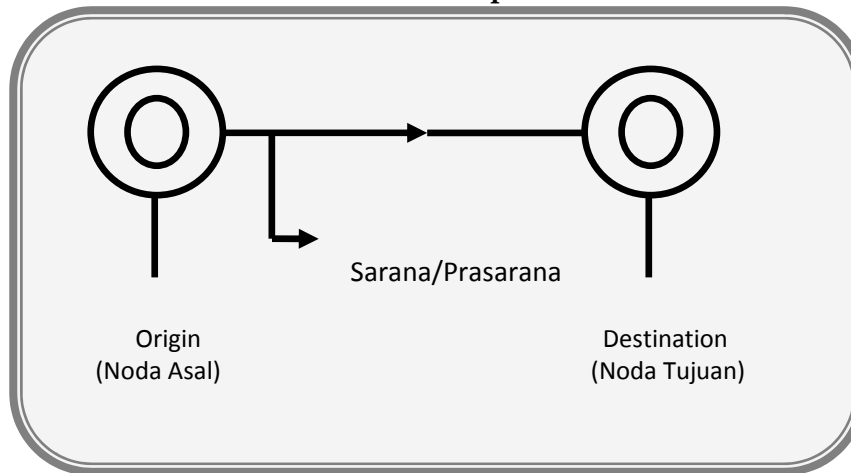 Sarana/Prasarana
Origin
(Noda Asal)
Destination
(Noda Tujuan)